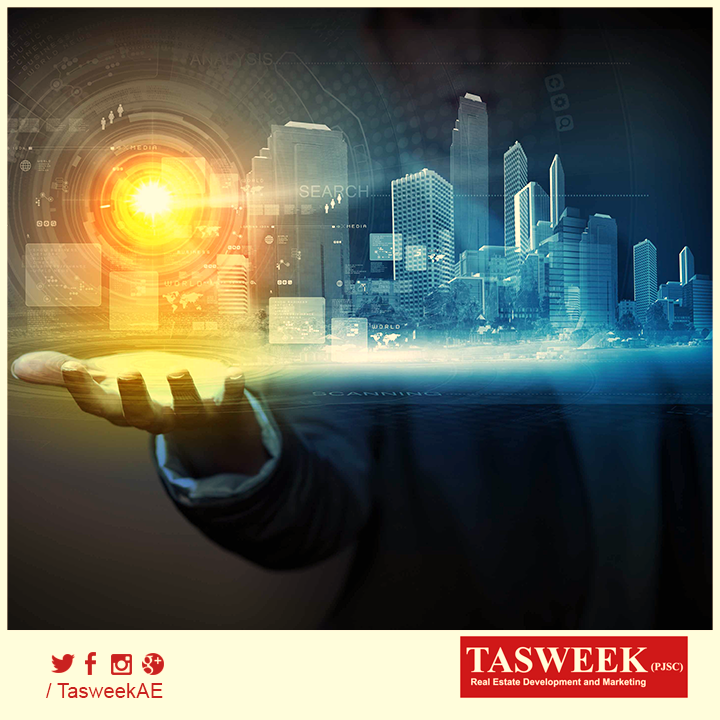 ANALYSIS
MEDIA
SEARCH
MEDIA
WORLD
WORLD
SCANNING
/ TasweekAE
TASWEEK (PJSC)
Real Estate Development and Marketing